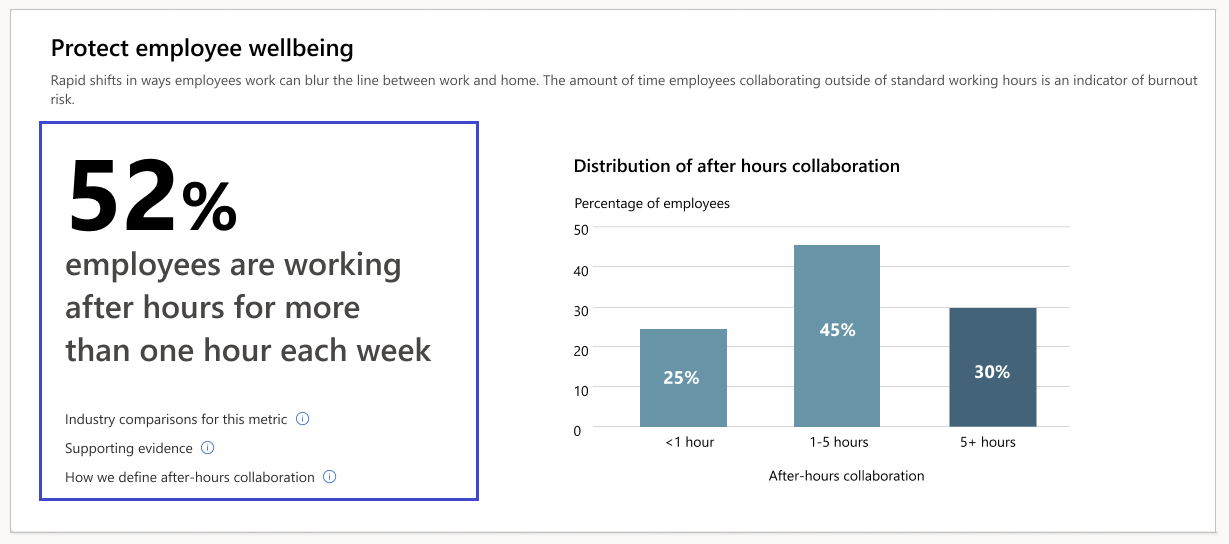 Protect employee wellbeing
Rapid shifts in ways employees work can blur the line between work and home. The amount of time employees collaborating outside of standard working hours is an indicator of burnout
risk.
52%
employees are working
after hours for more
than one hour each week
Industry comparisons for this metric
Supporting evidence
How we define after-hours collaboration
Distribution of after hours collaboration
Percentage of employees
50
40
30
20
10
0
25%
45%
30%
<1 hour
1-5 hours
5+ hours
After-hours collaboration